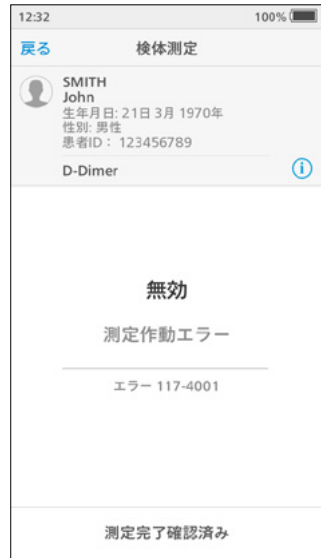 12:32
100%
戻る
検体測定
SMITH
John
生年月日: 21日 3月 1970年
性別: 男性
患者ID： 123456789
D-Dimer
無効
測定作動エラー
エラー 117-4001
測定完了確認済み